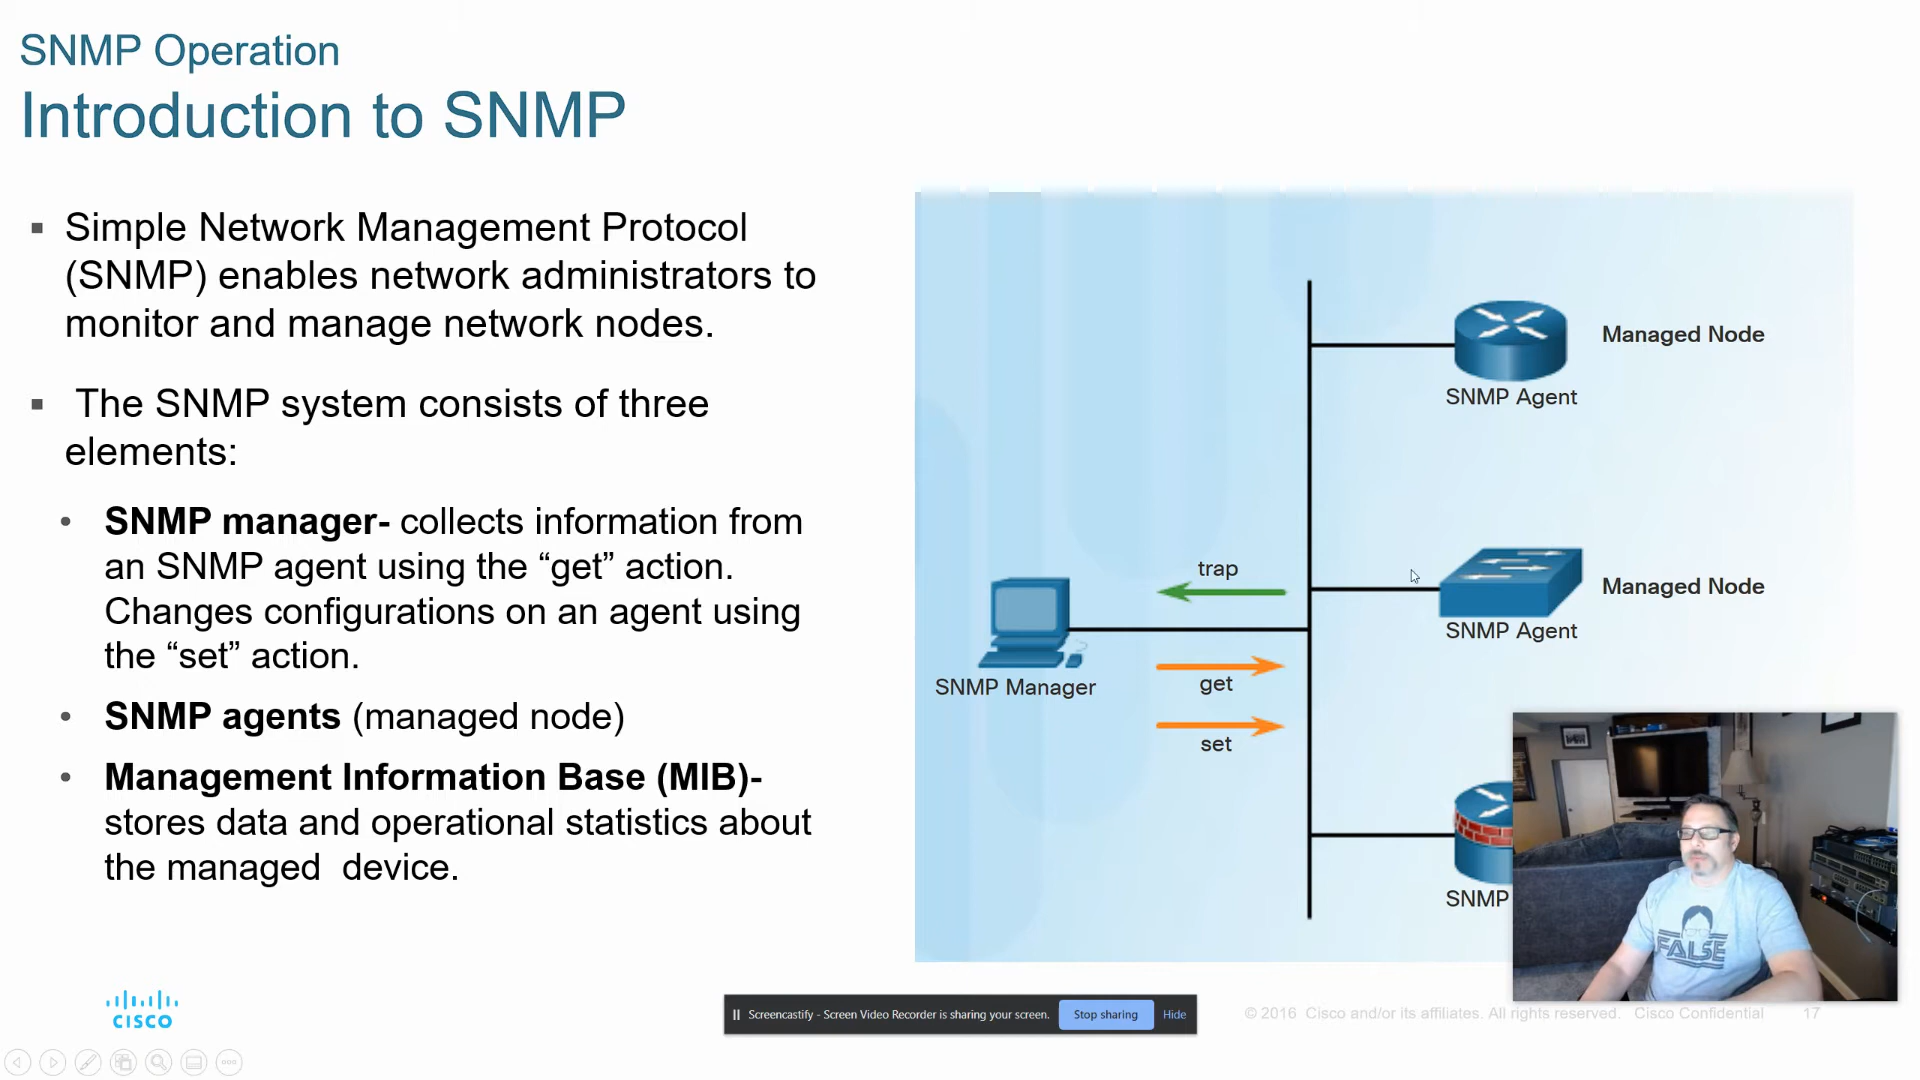 SNMP Operation
Introduction to SNMP
Simple Network Management Protocol
(SNMP) enables network administrators to
monitor and manage network nodes.
The SNMP system consists of three
elements:
SNMP manager- collects information from
an SNMP agent using the “get” action.
Changes configurations on an agent using
the “set” action.
SNMP agents (managed node)
Management Information Base (MIB)-
stores data and operational statistics about
the managed  device.
Managed Node
SNMP Agent
trap
Managed Node
SNMP Agent
SNMP Manager
get
set
SNMP
FALSE
CISCO
Screencastify - Screen Video Recorder is sharing your screen.
Stop sharing
Hide
© 2016 Cisco and/or its affiliates. All rights reserved. Cisco Confidential
17